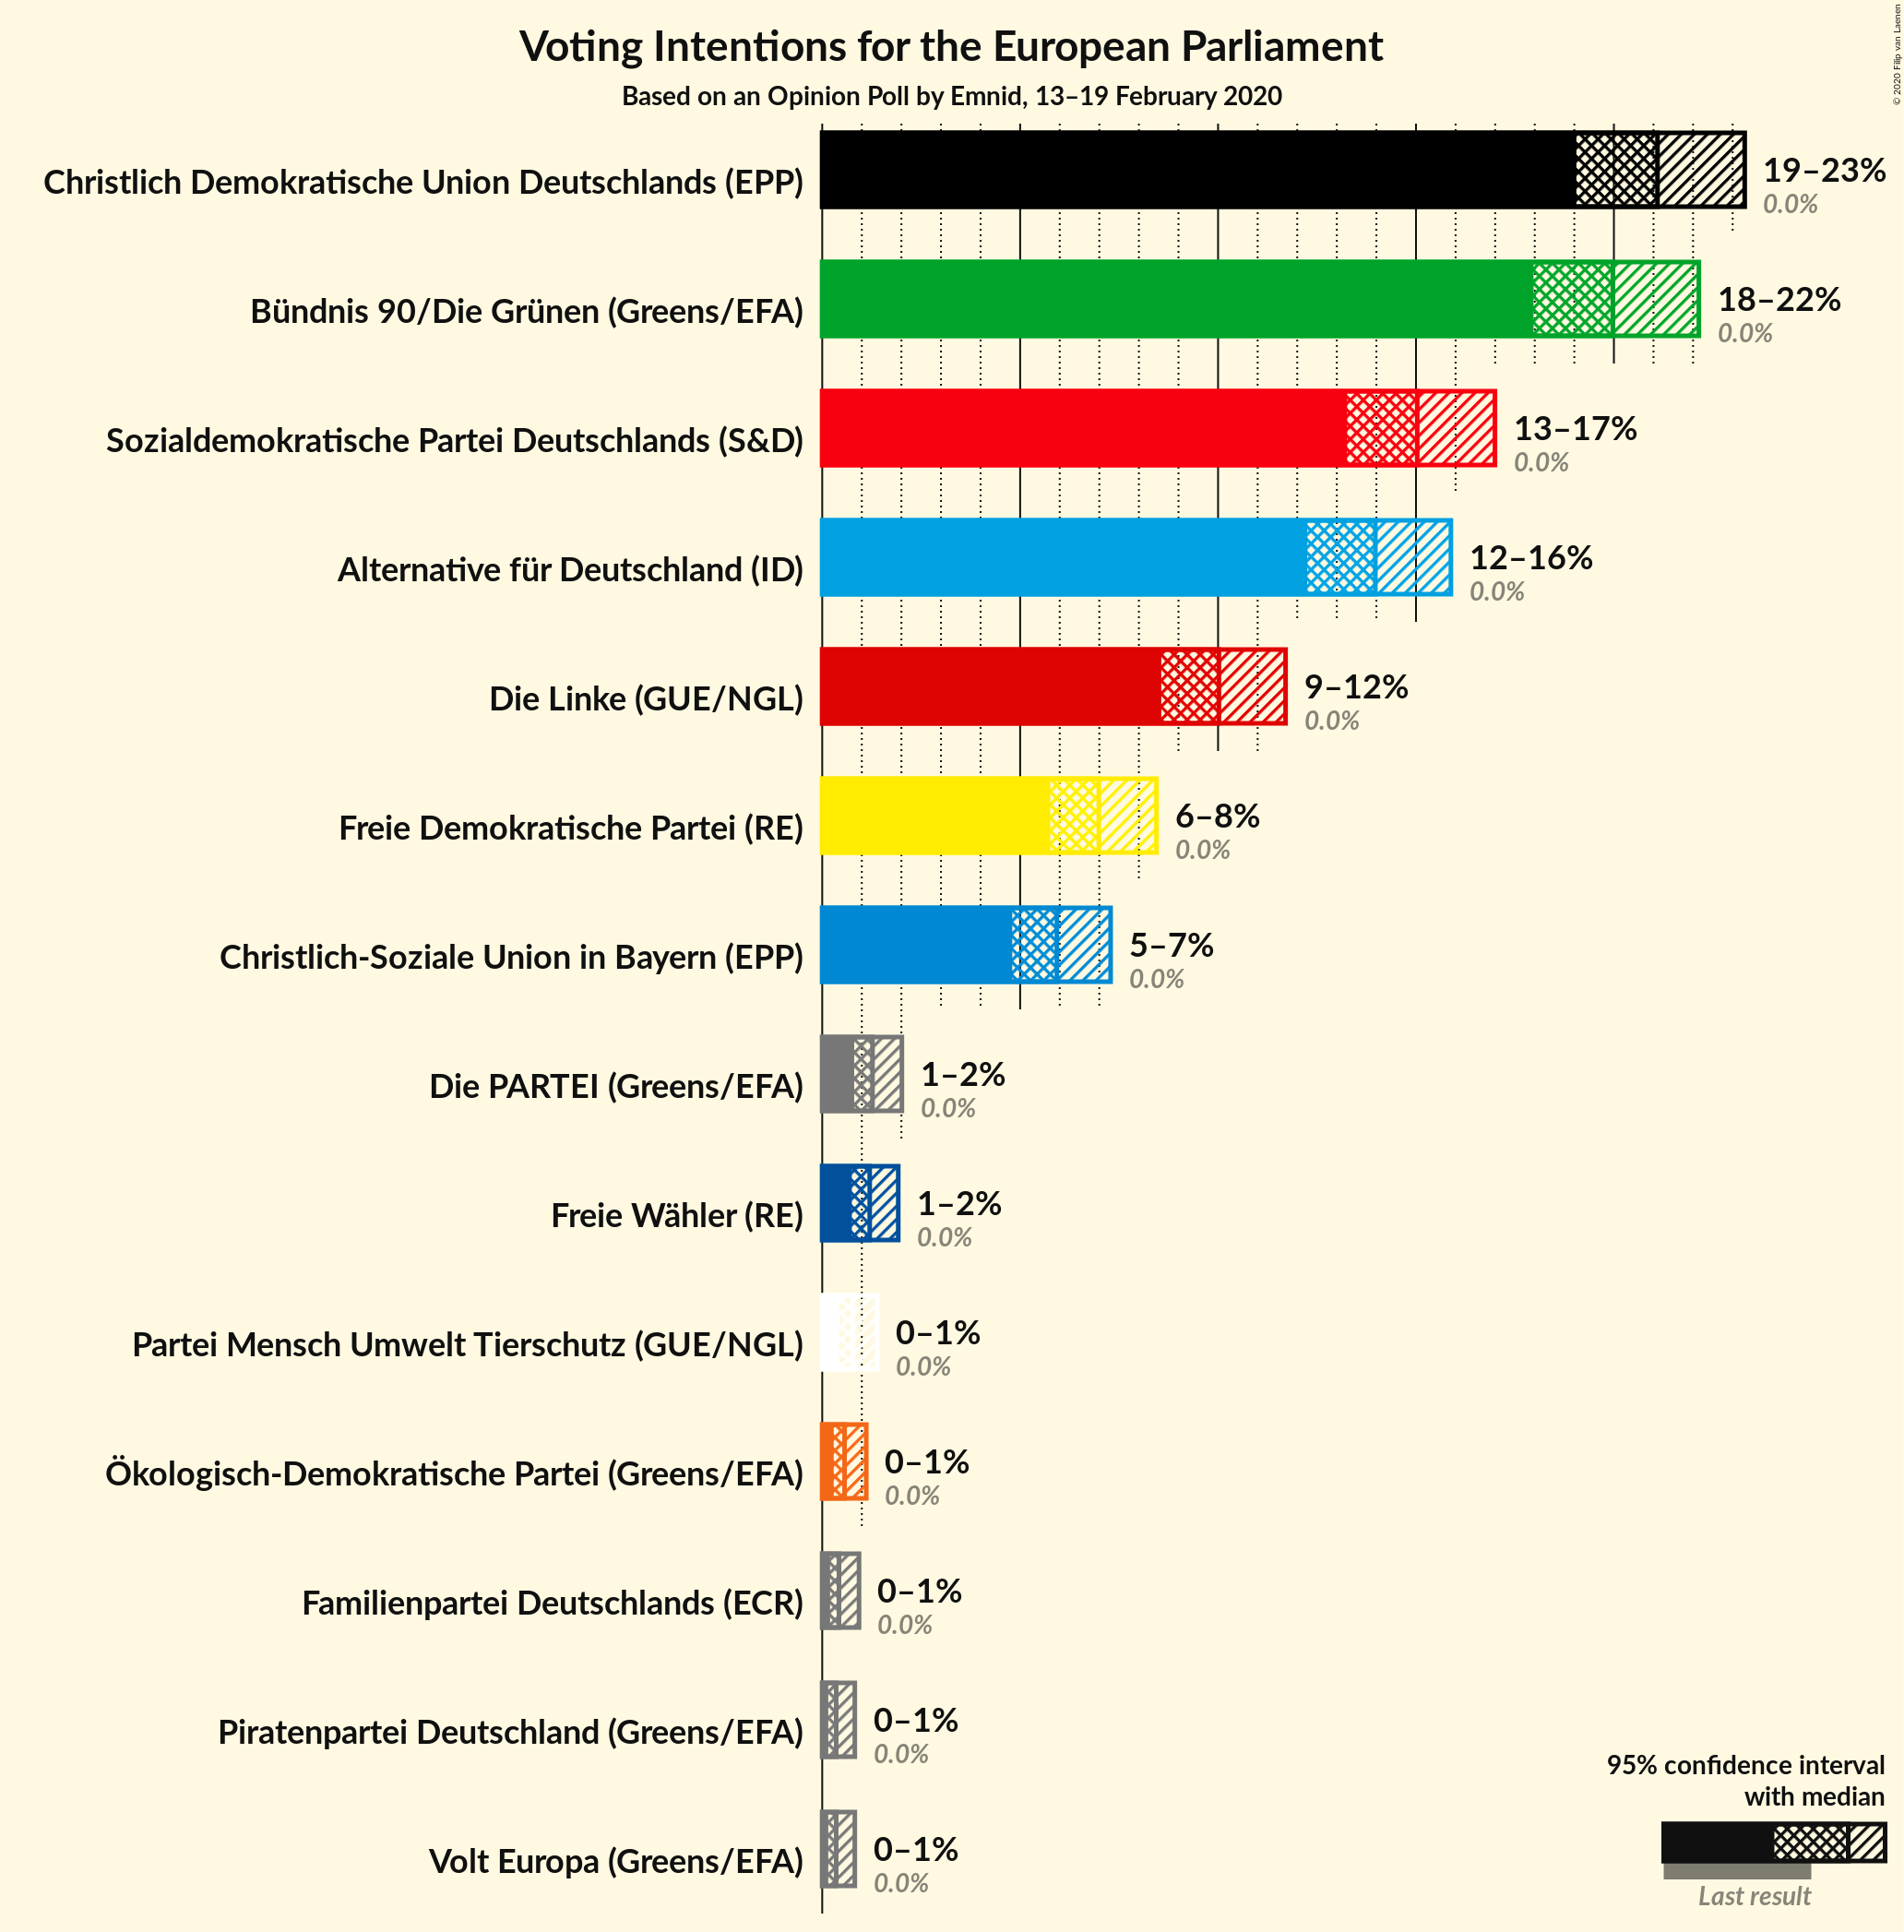 Voting Intentions for the European Parliament
Based on an Opinion Poll by Emnid, 13–19 February 2020
© 2020 Filip van Laenen
Christlich Demokratische Union Deutschlands (EPP)
19–23%
0.0%
Bündnis 90/Die Grünen (Greens/EFA)
18–22%
0.0%
Sozialdemokratische Partei Deutschlands (S&D)
13–17%
0.0%
Alternative für Deutschland (ID)
12–16%
0.0%
Die Linke (GUE/NGL)
9–12%
0.0%
Freie Demokratische Partei (RE)
6–8%
0.0%
Christlich-Soziale Union in Bayern (EPP)
5–7%
0.0%
Die PARTEI (Greens/EFA)
1–2%
0.0%
Freie Wähler (RE)
1–2%
0.0%
Partei Mensch Umwelt Tierschutz (GUE/NGL)
0–1%
0.0%
Ökologisch-Demokratische Partei (Greens/EFA)
0–1%
0.0%
Familienpartei Deutschlands (ECR)
0–1%
0.0%
Piratenpartei Deutschland (Greens/EFA)
0–1%
0.0%
Volt Europa (Greens/EFA)
0–1%
0.0%
95% confidence interval
with median
Last result